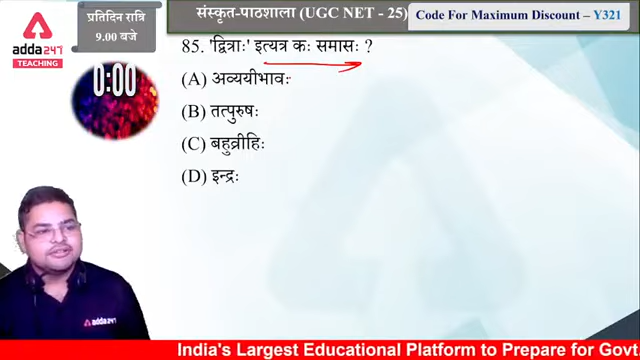 प्रतिदिन रात्रि
9.00 बजे
संस्कृत-पाठशाला (UGC NET - 25)
Code For Maximum Discount – Y321
adda247
TEACHING
0:00
85. 'द्वित्राः' इत्यत्र कः समासः ?
(A) अव्ययीभावः
(B) तत्पुरुषः
(C) बहुव्रीहिः
(D) इन्द्रः
adda247
India's Largest Educational Platform to Prepare for Govt